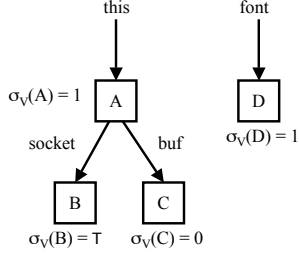 this font
σV(A) = 1 A D
σV(D) = 1
socket buf
B C
σV(B) = T σV(C) = 0